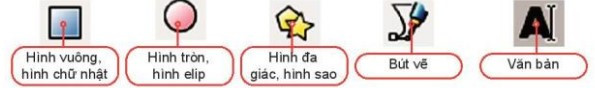 Hình vuông,
hình chữ nhật
Hình tròn,
hình elip
Hình đa
giác, hình sao
Bút vẽ
Văn bản